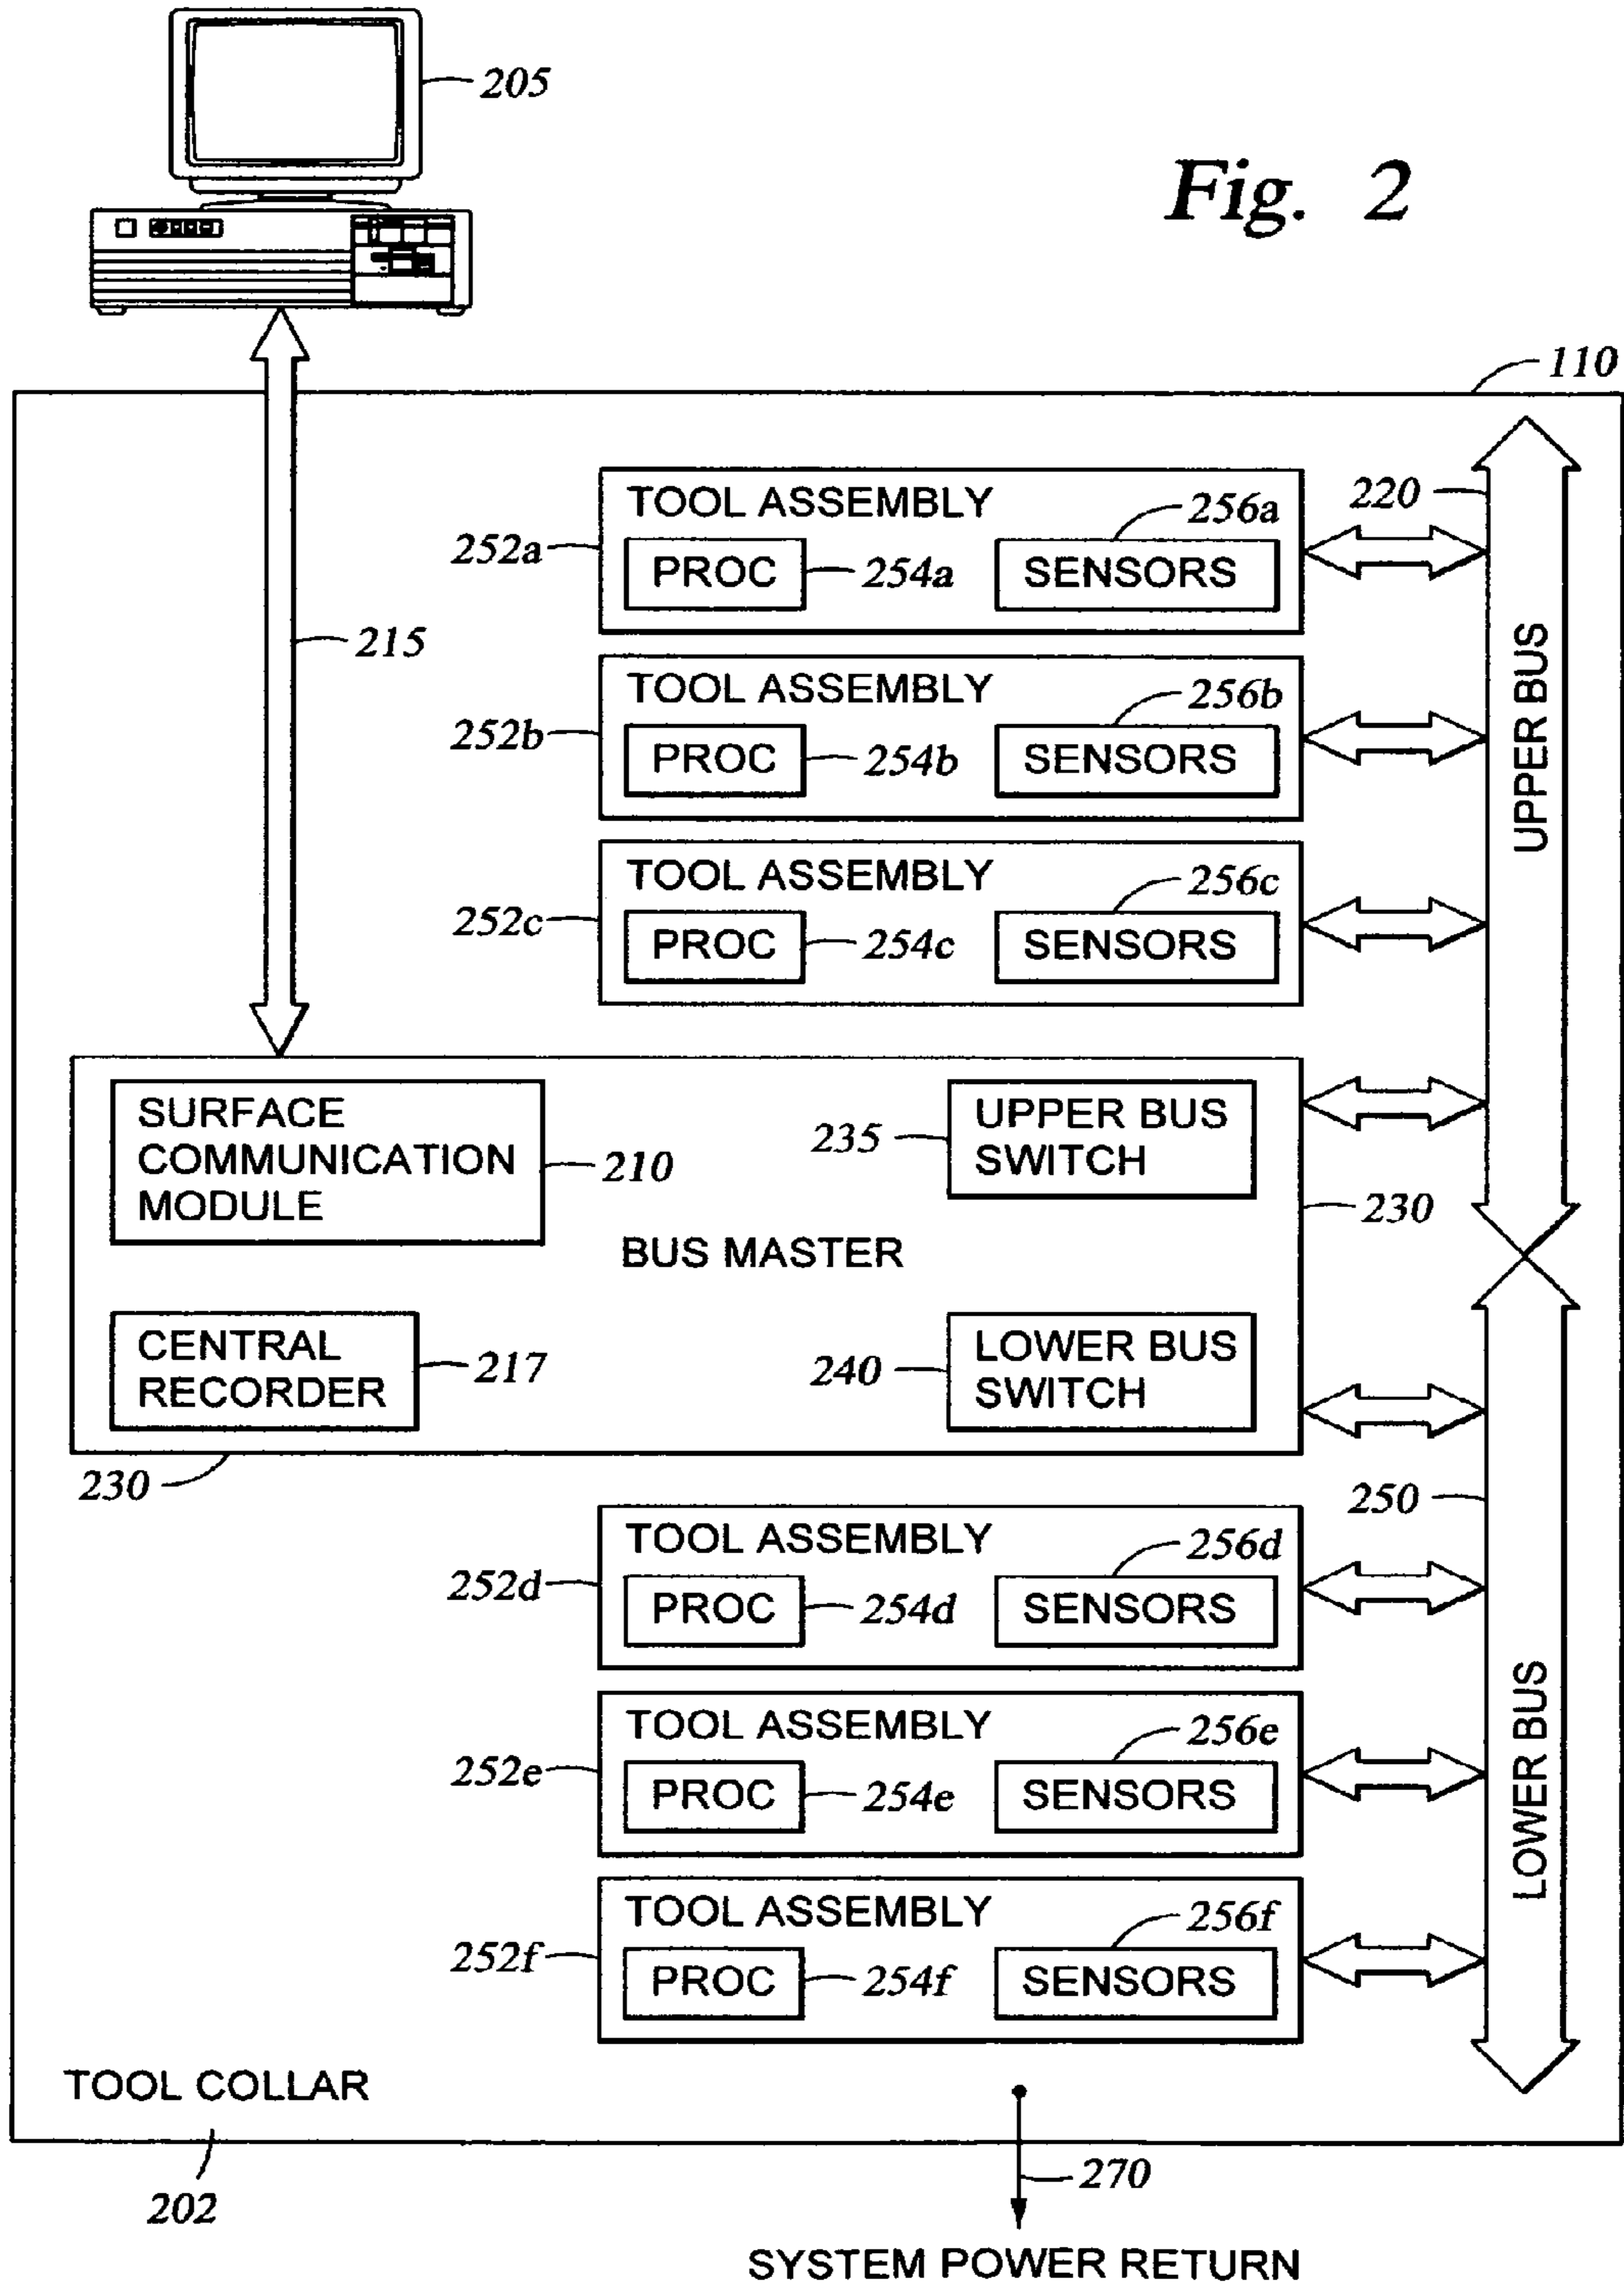 205
Fig. 2
110
TOOL ASSEMBLY
256a
220
252a
PROC
254a
SENSORS
215
TOOL ASSEMBLY
256b
252b
PROC
254b
SENSORS
UPPER BUS
TOOL ASSEMBLY
256c
252c
PROC
254c
SENSORS
SURFACE
COMMUNICATION
MODULE
210
235
UPPER BUS
SWITCH
230
BUS MASTER
CENTRAL
RECORDER
217
240
LOWER BUS
SWITCH
230
250
TOOL ASSEMBLY
256d
252d
PROC
254d
SENSORS
TOOL ASSEMBLY
256e
252e
PROC
254e
SENSORS
LOWER BUS
TOOL ASSEMBLY
256f
252f
PROC
254f
SENSORS
TOOL COLLAR
202
270
SYSTEM POWER RETURN